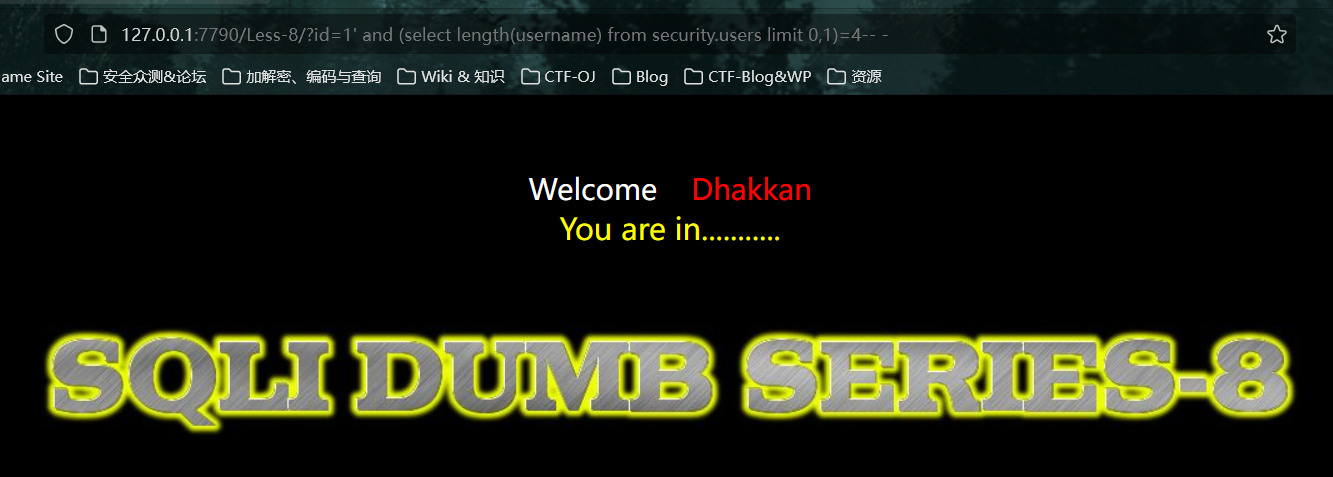 127.0.0.1:7790/Less-8/?id=1' and (select length(username) from security.users limit 0,1)=4-- -
ame Site 安全众测&论坛 加解密、编码与查询 Wiki & 知识 CTF-OJ Blog CTF-Blog&WP 资源
Welcome Dhakkan
You are in...........
SQLI DUMB SERIES-8